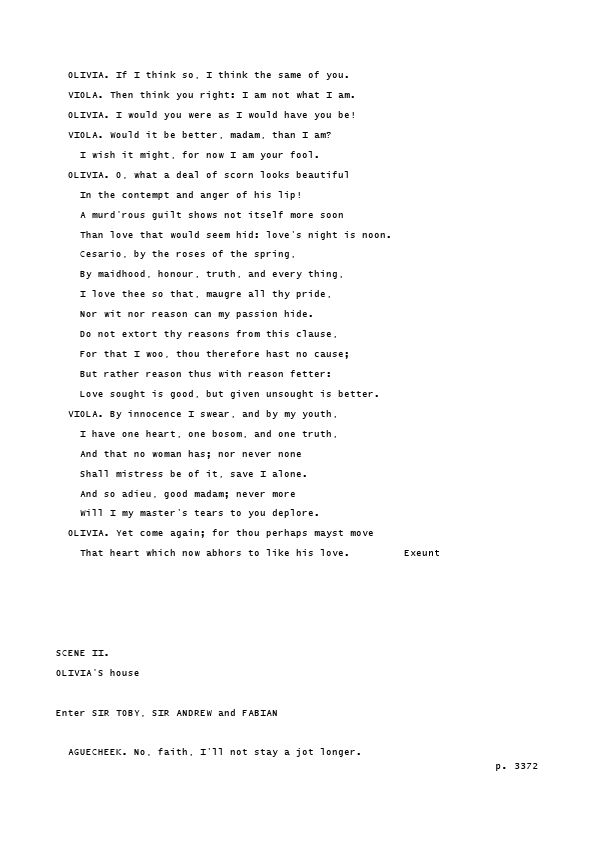 OLIVIA. If I think so, I think the same of you.
VIOLA. Then think you right: I am not what I am.
OLIVIA. I would you were as I would have you be!
VIOLA. Would it be better, madam, than I am?
I wish it might, for now I am your fool.
OLIVIA. O, what a deal of scorn looks beautiful
In the contempt and anger of his lip!
A murd'rous guilt shows not itself more soon
Than love that would seem hid: love's night is noon.
Cesario, by the roses of the spring,
By maidhood, honour, truth, and every thing,
I love thee so that, maugre all thy pride,
Nor wit nor reason can my passion hide.
Do not extort thy reasons from this clause,
For that I woo, thou therefore hast no cause;
But rather reason thus with reason fetter:
Love sought is good, but given unsought is better.
VIOLA. By innocence I swear, and by my youth,
I have one heart, one bosom, and one truth,
And that no woman has; nor never none
Shall mistress be of it, save I alone.
And so adieu, good madam; never more
Will I my master's tears to you deplore.
OLIVIA. Yet come again; for thou perhaps mayst move
That heart which now abhors to like his love. Exeunt
SCENE II.
OLIVIA'S house
Enter SIR TOBY, SIR ANDREW and FABIAN
AGUECHEEK. No, faith, I'll not stay a jot longer.
p. 3372